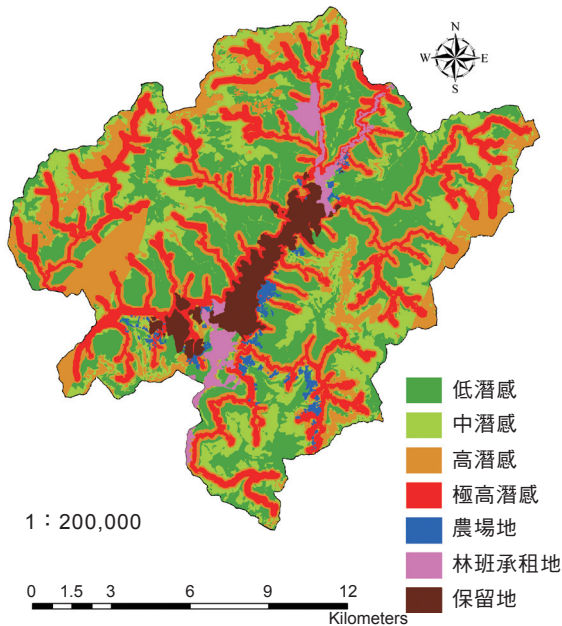 N
W E
S
低潛感
中潛感
高潛感
極高潛感
農場地
林班承租地
保留地
1：200,000
0 1.5 3 6 9 12
Kilometers